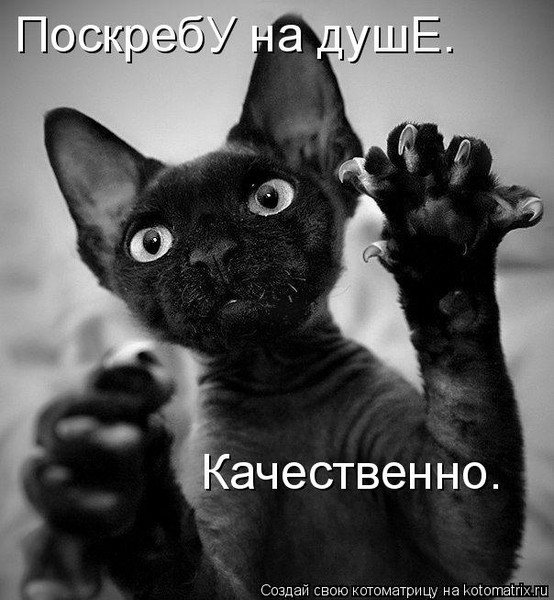 ПоскребУ на душЕ.
Качественно.
Создай свою котоматрицу на kotomatrix.ru